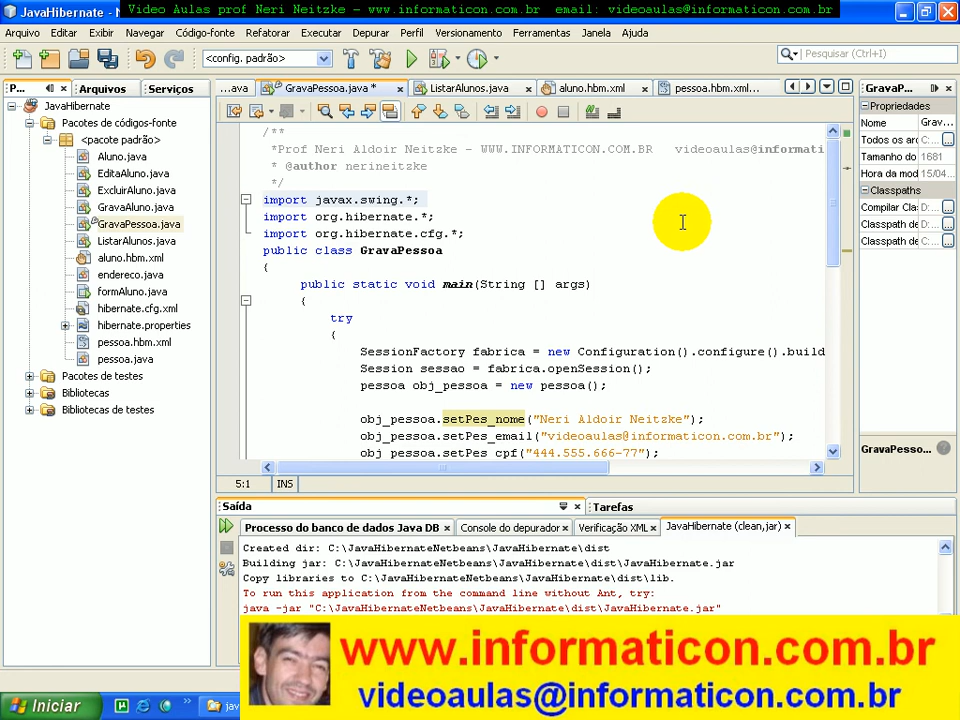 JavaHibernate - N
Video Aulas prof Neri Neitzke - www.informaticon.com.br  email: videoaulas@informaticon.com.br
Arquivo Editar Exibir Navegar Código-fonte Refatorar Executar Depurar Perfil Versionamento Ferramentas Janela Ajuda
<config. padrão>
Pesquisar (Ctrl+I)
P... Arquivos Serviços
...ava GravaPessoa.java * ListarAlunos.java aluno.hbm.xml pessoa.hbm.xml...
GravaP...
JavaHibernate
Pacotes de códigos-fonte
<pacote padrão>
Aluno.java
EditaAluno.java
ExcluirAluno.java
GravaAluno.java
GravaPessoa.java
ListarAlunos.java
aluno.hbm.xml
endereco.java
formAluno.java
hibernate.cfg.xml
hibernate.properties
pessoa.hbm.xml
pessoa.java
Pacotes de testes
Bibliotecas
Bibliotecas de testes
/**
*Prof Neri Aldoir Neitzke - WWW.INFORMATICON.COM.BR   videoaulas@informati
* @author nerineitzke
*/
import javax.swing.*;
import org.hibernate.*;
import org.hibernate.cfg.*;
public class GravaPessoa
{
public static void main(String [] args)
{
try
{
SessionFactory fabrica = new Configuration().configure().build
Session sessao = fabrica.openSession();
pessoa obj_pessoa = new pessoa();
obj_pessoa.setPes_nome("Neri Aldoir Neitzke");
obj_pessoa.setPes_email("videoaulas@informaticon.com.br");
obj_pessoa.setPes_cpf("444.555.666-77");
5:1 INS
Propriedades
Nome Grav...
Todos os arc C:... ...
Tamanho do 1681
Hora da mod 15/04...
Classpaths
Compilar Cla D:... ...
Classpath de D:... ...
Classpath de D:... ...
GravaPesso...
Saída Tarefas
Processo do banco de dados Java DB Console do depurador Verificação XML JavaHibernate (clean,jar)
Created dir: C:\JavaHibernateNetbeans\JavaHibernate\dist
Building jar: C:\JavaHibernateNetbeans\JavaHibernate\dist\JavaHibernate.jar
Copy libraries to C:\JavaHibernateNetbeans\JavaHibernate\dist\lib.
To run this application from the command line without Ant, try:
java -jar "C:\JavaHibernateNetbeans\JavaHibernate\dist\JavaHibernate.jar"
www.informaticon.com.br
videoaulas@informaticon.com.br
Iniciar
jav